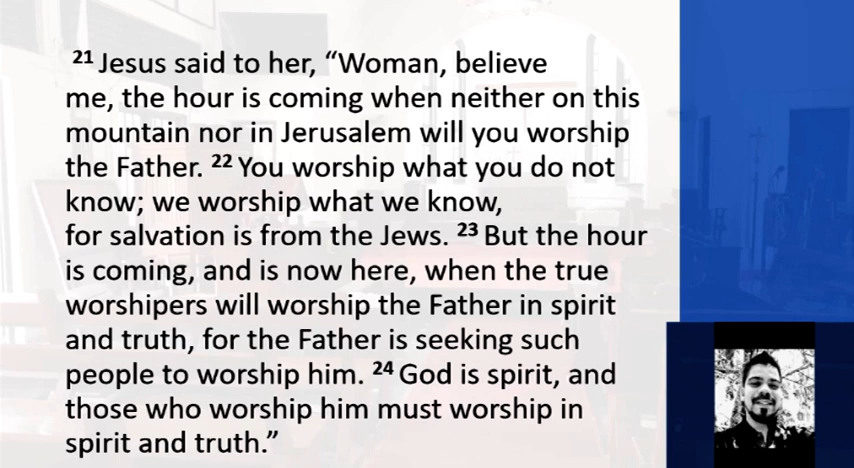 21 Jesus said to her, “Woman, believe
me, the hour is coming when neither on this
mountain nor in Jerusalem will you worship
the Father. 22 You worship what you do not
know; we worship what we know,
for salvation is from the Jews. 23 But the hour
is coming, and is now here, when the true
worshipers will worship the Father in spirit
and truth, for the Father is seeking such
people to worship him. 24 God is spirit, and
those who worship him must worship in
spirit and truth.”